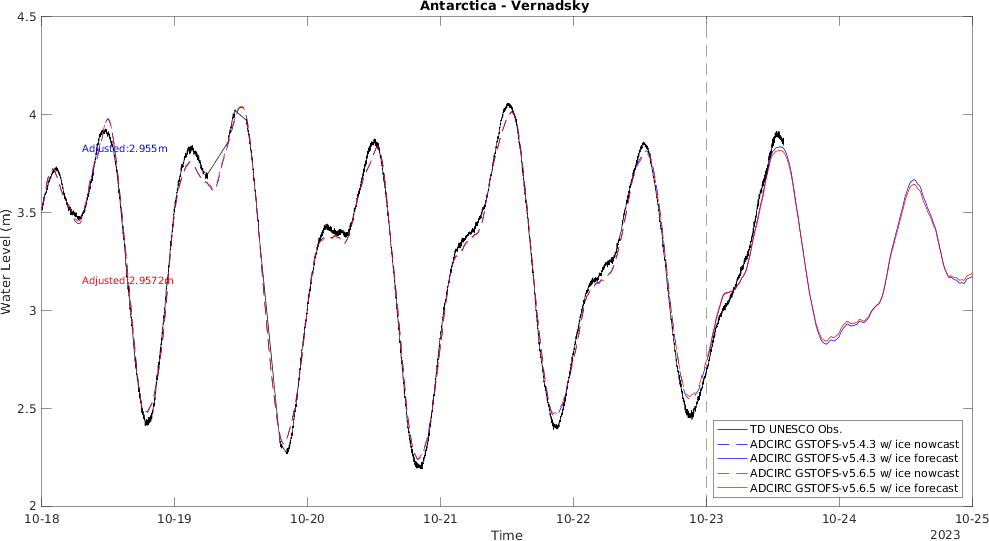 Antarctica - Vernadsky
4.5
4
3.5
3
2.5
2
Water Level (m)
Adjusted:2.955m
Adjusted:2.9572m
TD UNESCO Obs.
ADCIRC GSTOFS-v5.4.3 w/ ice nowcast
ADCIRC GSTOFS-v5.4.3 w/ ice forecast
ADCIRC GSTOFS-v5.6.5 w/ ice nowcast
ADCIRC GSTOFS-v5.6.5 w/ ice forecast
10-18 10-19 10-20 10-21 10-22 10-23 10-24 10-25
Time
2023